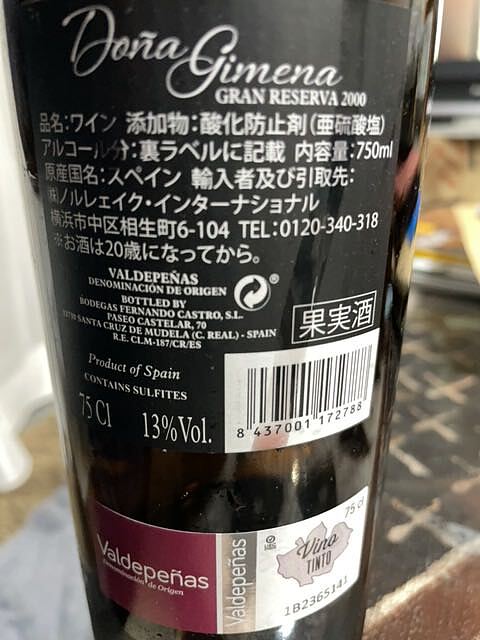 Doña Gimena
GRAN RESERVA 2000
品名：ワイン 添加物：酸化防止剤（亜硫酸塩）
アルコール分：裏ラベルに記載 内容量：750ml
原産国名：スペイン 輸入者及び引取先：
㈱ノルレェイク・インターナショナル
横浜市中区相生町6-104 TEL：0120-340-318
※お酒は20歳になってから。
VALDEPEÑAS
DENOMINACIÓN DE ORIGEN
BOTTLED BY
BODEGAS FERNANDO CASTRO, S.L.
PASEO CASTELAR, 70
SANTA CRUZ DE MUDELA (C. REAL) - SPAIN
R.E. CLM-187/CR/ES
果実酒
Product of Spain
CONTAINS SULFITES
75 Cl 13%Vol.
8 437001 172788
75 cl
Valdepeñas
Denominación de Origen
Valdepeñas
Vino
TINTO
1B2365141